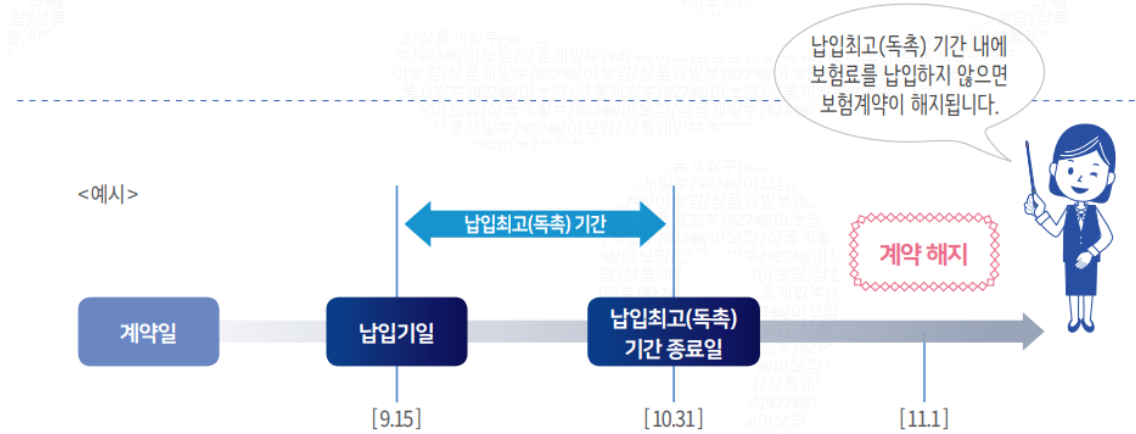 납입최고(독촉) 기간 내에
보험료를 납입하지 않으면
보험계약이 해지됩니다.
<예시>
납입최고(독촉) 기간
계약 해지
계약일
납입기일
납입최고(독촉)
기간 종료일
[9.15]
[10.31]
[11.1]